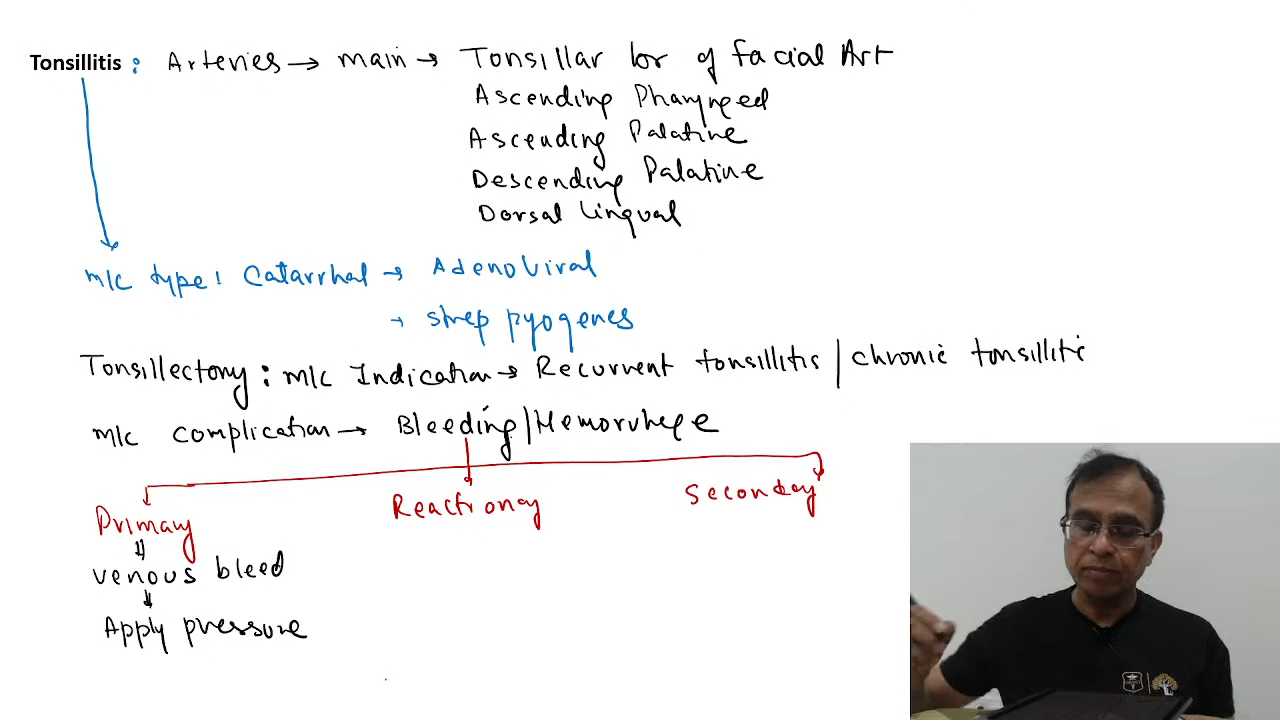 Tonsillitis : Arteries → main → Tonsillar br of facial Art
Ascending Pharyngeal
Ascending Palatine
Descending Palatine
Dorsal lingual
m/c type: Catarrhal → Adenoviral
→ strep pyogenes
Tonsillectomy: m/c Indication → Recurrent tonsillitis / chronic tonsillitis
m/c complication → Bleeding/Hemorrhage
Primary Reactionary Secondary
venous bleed
Apply pressure